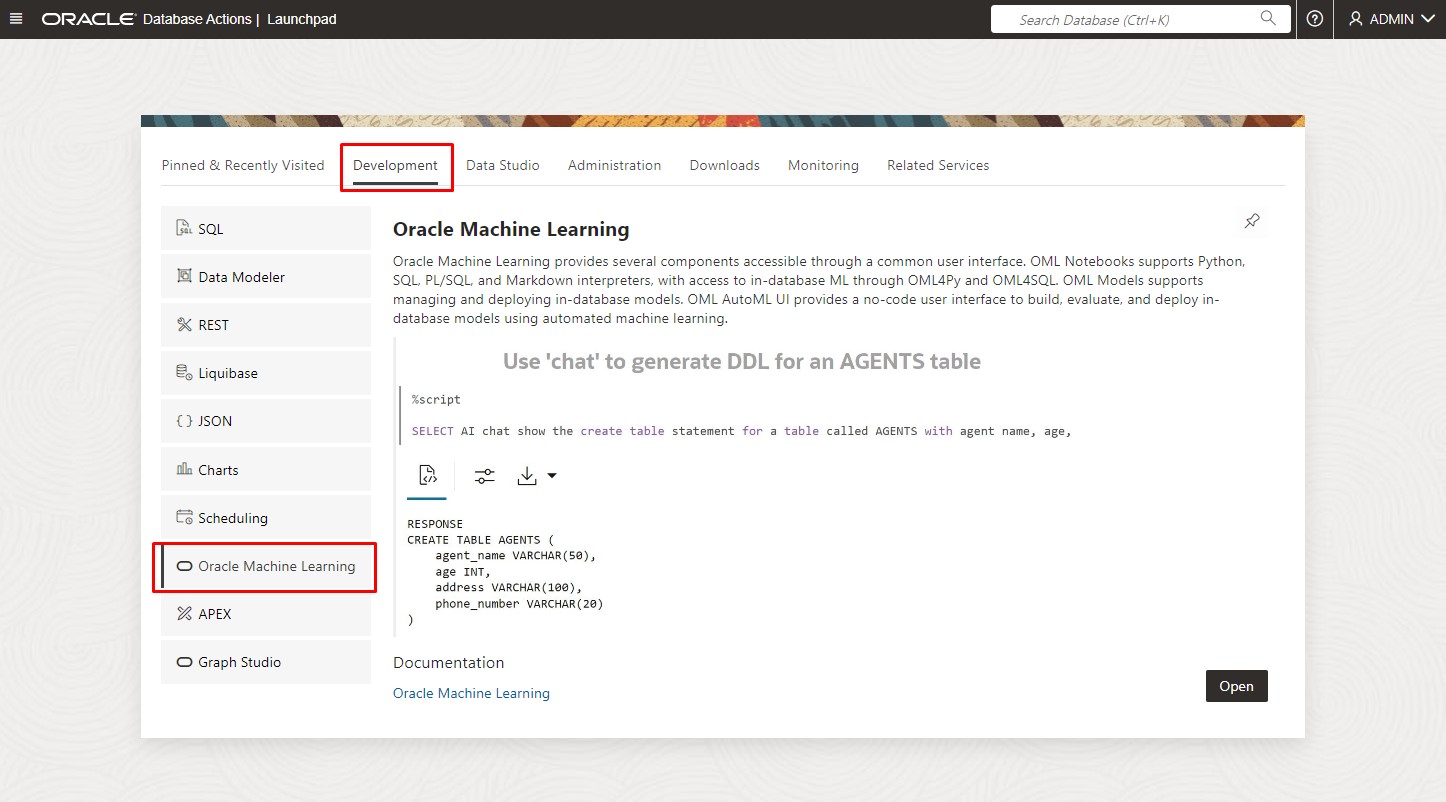 ORACLE Database Actions | Launchpad
Search Database (Ctrl+K)
ADMIN
Pinned & Recently Visited
Development
Data Studio
Administration
Downloads
Monitoring
Related Services
SQL
Data Modeler
REST
Liquibase
JSON
Charts
Scheduling
Oracle Machine Learning
APEX
Graph Studio
Oracle Machine Learning
Oracle Machine Learning provides several components accessible through a common user interface. OML Notebooks supports Python,
SQL, PL/SQL, and Markdown interpreters, with access to in-database ML through OML4Py and OML4SQL. OML Models supports
managing and deploying in-database models. OML AutoML UI provides a no-code user interface to build, evaluate, and deploy in-
database models using automated machine learning.
Use 'chat' to generate DDL for an AGENTS table
%script
SELECT AI chat show the create table statement for a table called AGENTS with agent name, age,
RESPONSE
CREATE TABLE AGENTS (
agent_name VARCHAR(50),
age INT,
address VARCHAR(100),
phone_number VARCHAR(20)
)
Documentation
Oracle Machine Learning
Open